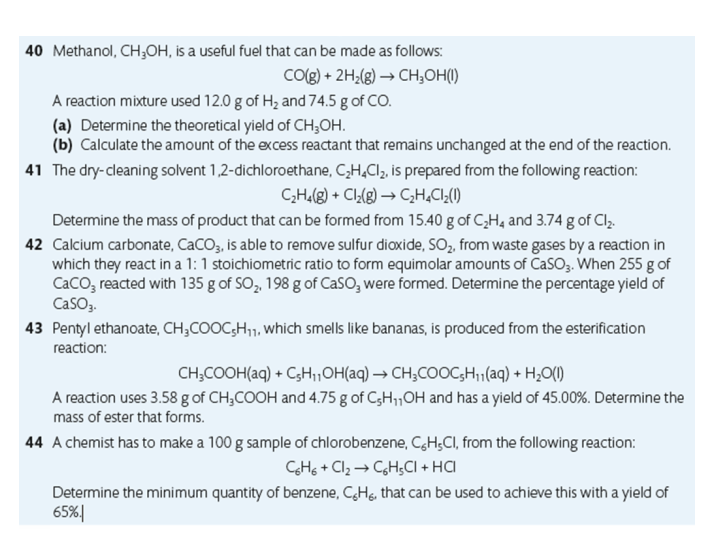 40 Methanol, CH₃OH, is a useful fuel that can be made as follows:
CO(g) + 2H₂(g) → CH₃OH(l)
A reaction mixture used 12.0 g of H₂ and 74.5 g of CO.
(a) Determine the theoretical yield of CH₃OH.
(b) Calculate the amount of the excess reactant that remains unchanged at the end of the reaction.
41 The dry-cleaning solvent 1,2-dichloroethane, C₂H₄Cl₂, is prepared from the following reaction:
C₂H₄(g) + Cl₂(g) → C₂H₄Cl₂(l)
Determine the mass of product that can be formed from 15.40 g of C₂H₄ and 3.74 g of Cl₂.
42 Calcium carbonate, CaCO₃, is able to remove sulfur dioxide, SO₂, from waste gases by a reaction in
which they react in a 1: 1 stoichiometric ratio to form equimolar amounts of CaSO₃. When 255 g of
CaCO₃ reacted with 135 g of SO₂, 198 g of CaSO₃ were formed. Determine the percentage yield of
CaSO₃.
43 Pentyl ethanoate, CH₃COOC₅H₁₁, which smells like bananas, is produced from the esterification
reaction:
CH₃COOH(aq) + C₅H₁₁OH(aq) → CH₃COOC₅H₁₁(aq) + H₂O(l)
A reaction uses 3.58 g of CH₃COOH and 4.75 g of C₅H₁₁OH and has a yield of 45.00%. Determine the
mass of ester that forms.
44 A chemist has to make a 100 g sample of chlorobenzene, C₆H₅Cl, from the following reaction:
C₆H₆ + Cl₂ → C₆H₅Cl + HCl
Determine the minimum quantity of benzene, C₆H₆, that can be used to achieve this with a yield of
65%.